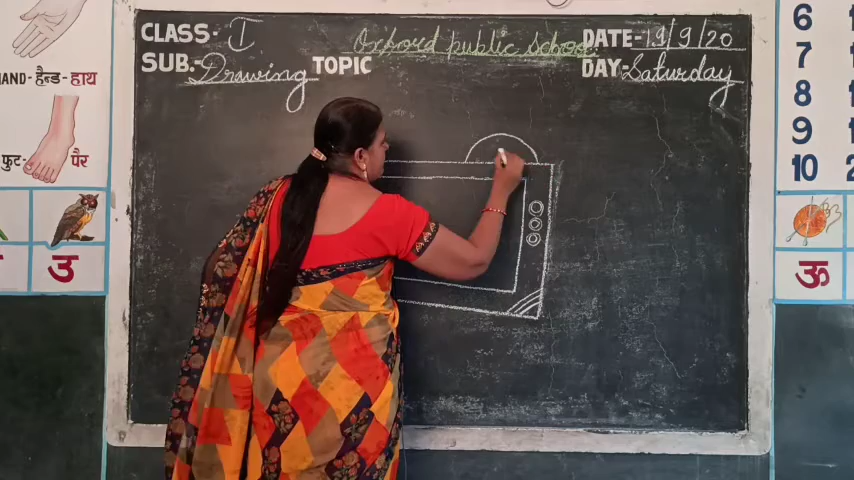 CLASS- I
Oxford public school.
DATE-19/9/20
SUB.-Drawing TOPIC
DAY-Saturday
HAND-हैन्ड-हाथ
फुट- पैर
उ
6
7
8
9
10
ऊ